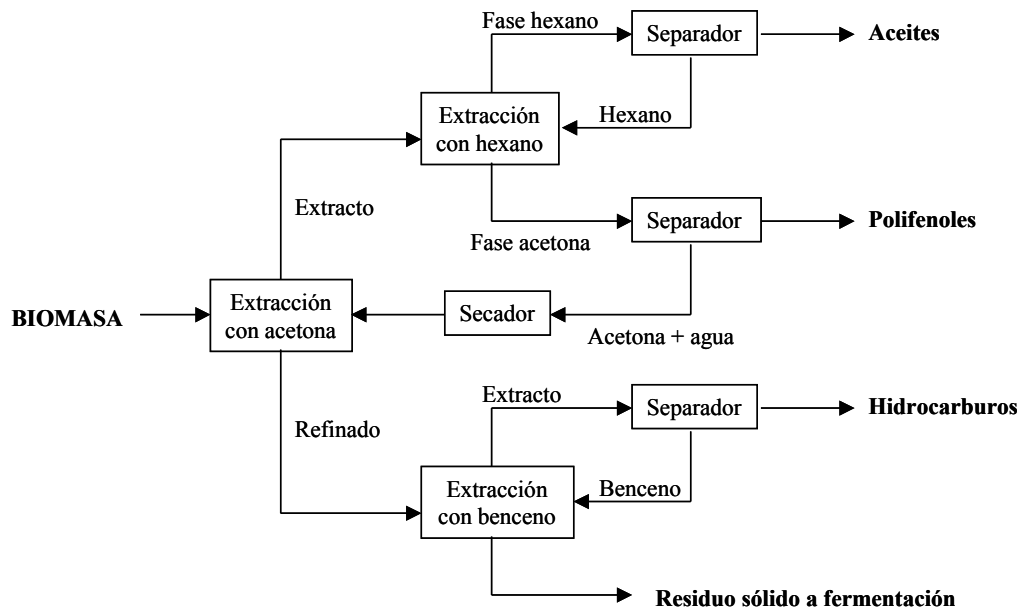 Fase hexano
Separador
Aceites
Extracción
con hexano
Hexano
Extracto
Separador
Polifenoles
Fase acetona
BIOMASA
Extracción
con acetona
Secador
Acetona + agua
Extracto
Separador
Hidrocarburos
Refinado
Extracción
con benceno
Benceno
Residuo sólido a fermentación